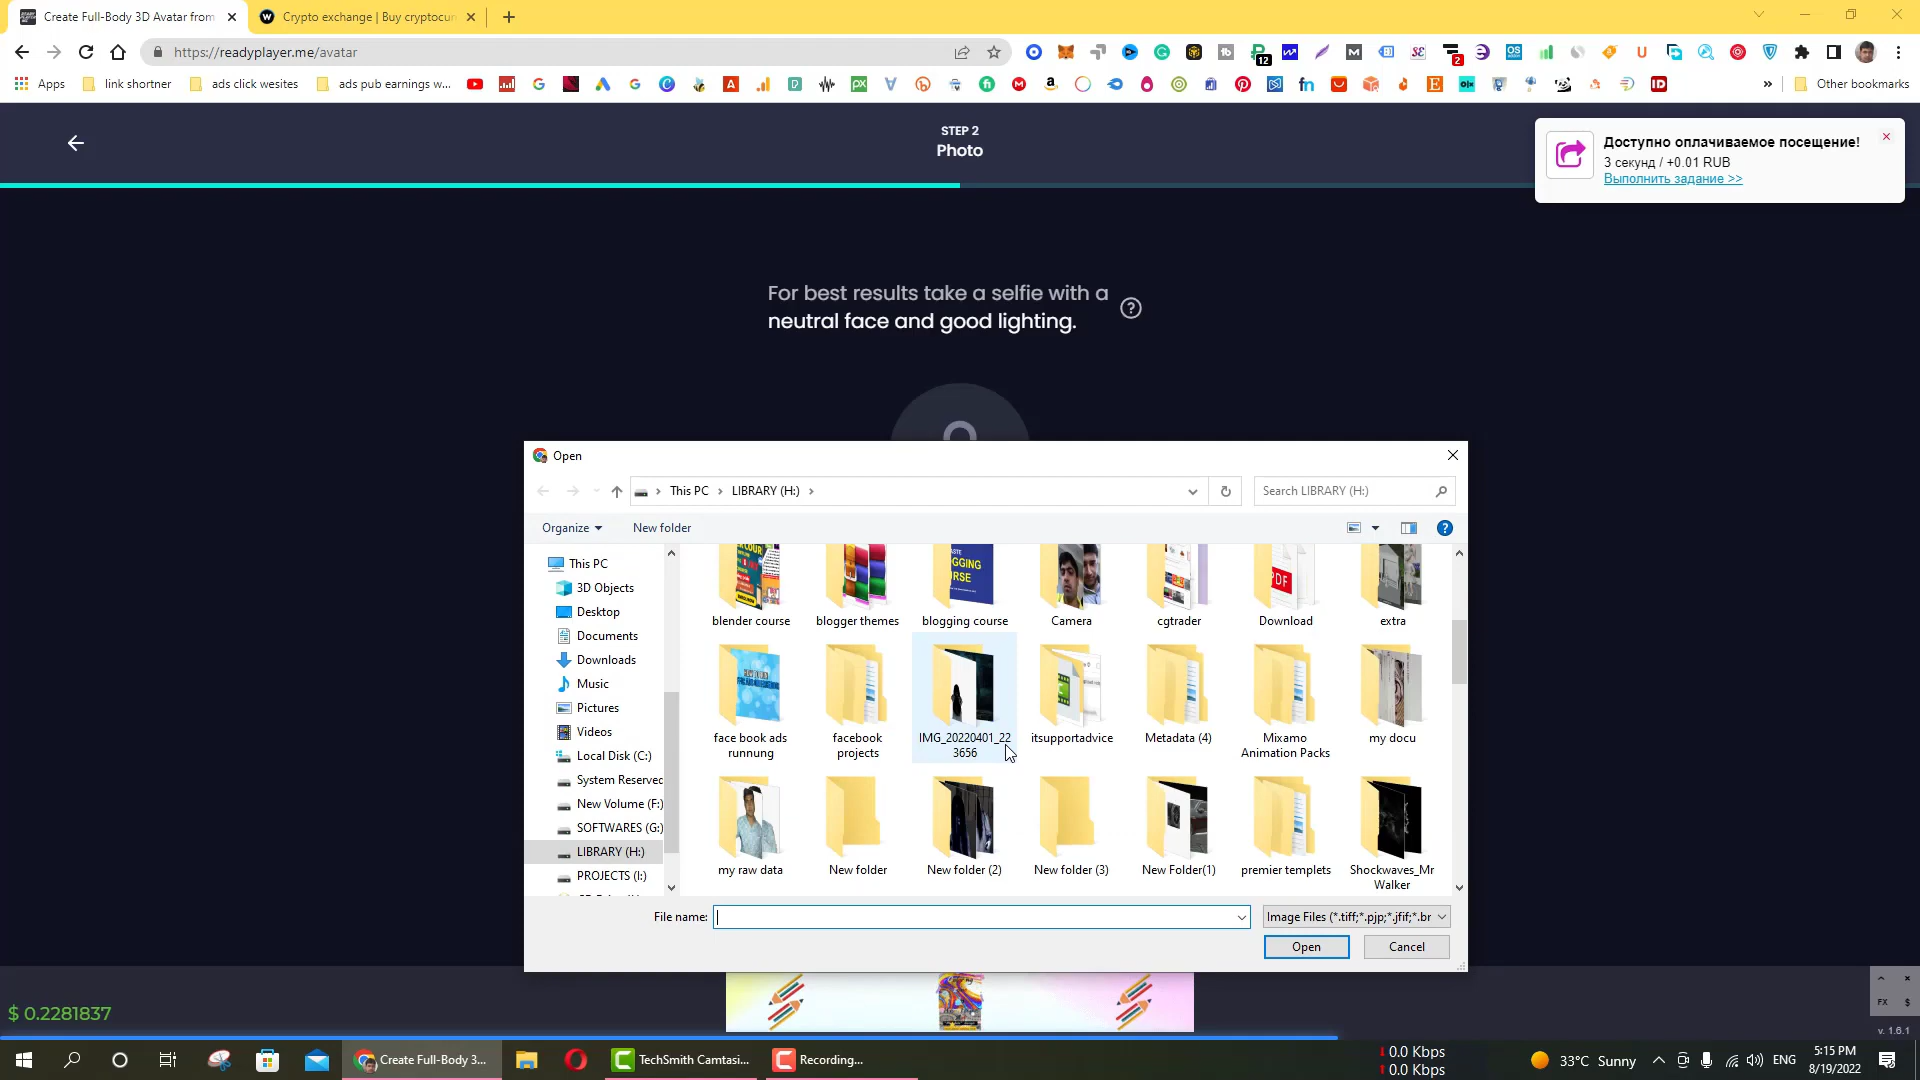 Create Full-Body 3D Avatar from
Crypto exchange | Buy cryptocur
https://readyplayer.me/avatar
12
2
Apps
link shortner
ads click wesites
ads pub earnings w...
Other bookmarks
STEP 2
Photo
Доступно оплачиваемое посещение!
3 секунд / +0.01 RUB
Выполнить задание >>
For best results take a selfie with a
neutral face and good lighting.
Open
This PC
LIBRARY (H:)
Search LIBRARY (H:)
Organize
New folder
This PC
3D Objects
Desktop
Documents
Downloads
Music
Pictures
Videos
Local Disk (C:)
System Reserved
New Volume (F:)
SOFTWARES (G:)
LIBRARY (H:)
PROJECTS (I:)
blender course
blogger themes
blogging course
Camera
cgtrader
Download
extra
face book ads
runnung
facebook
projects
IMG_20220401_22
3656
itsupportadvice
Metadata (4)
Mixamo
Animation Packs
my docu
my raw data
New folder
New folder (2)
New folder (3)
New Folder(1)
premier templets
Shockwaves_Mr
Walker
File name:
Image Files (*.tiff;*.pjp;*.jfif;*.br
Open
Cancel
$ 0.2281837
FX $
v. 1.6.1
Create Full-Body 3...
TechSmith Camtasi...
Recording...
0.0 Kbps
0.0 Kbps
33°C Sunny
ENG
5:15 PM
8/19/2022